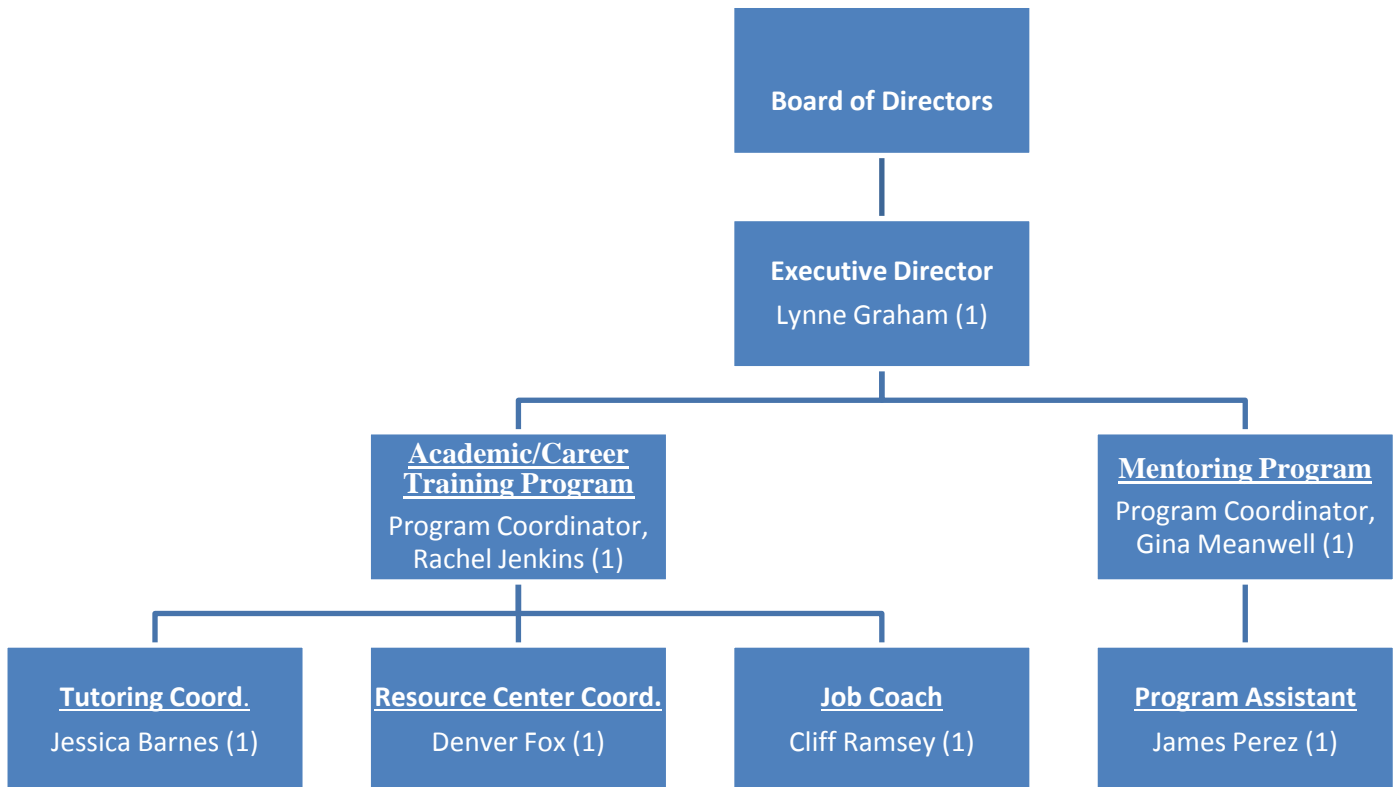 Board of Directors
Executive Director
Lynne Graham (1)
Academic/Career
Training Program
Program Coordinator,
Rachel Jenkins (1)
Mentoring Program
Program Coordinator,
Gina Meanwell (1)
Tutoring Coord.
Jessica Barnes (1)
Resource Center Coord.
Denver Fox (1)
Job Coach
Cliff Ramsey (1)
Program Assistant
James Perez (1)